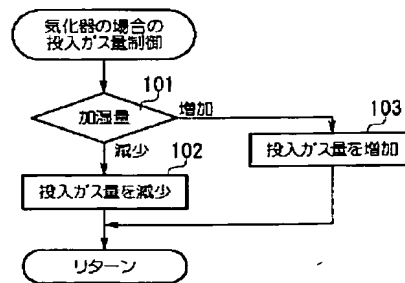 気化器の場合の
投入ガス量制御
101
加湿量
増加
103
減少
102
投入ガス量を増加
投入ガス量を減少
リターン